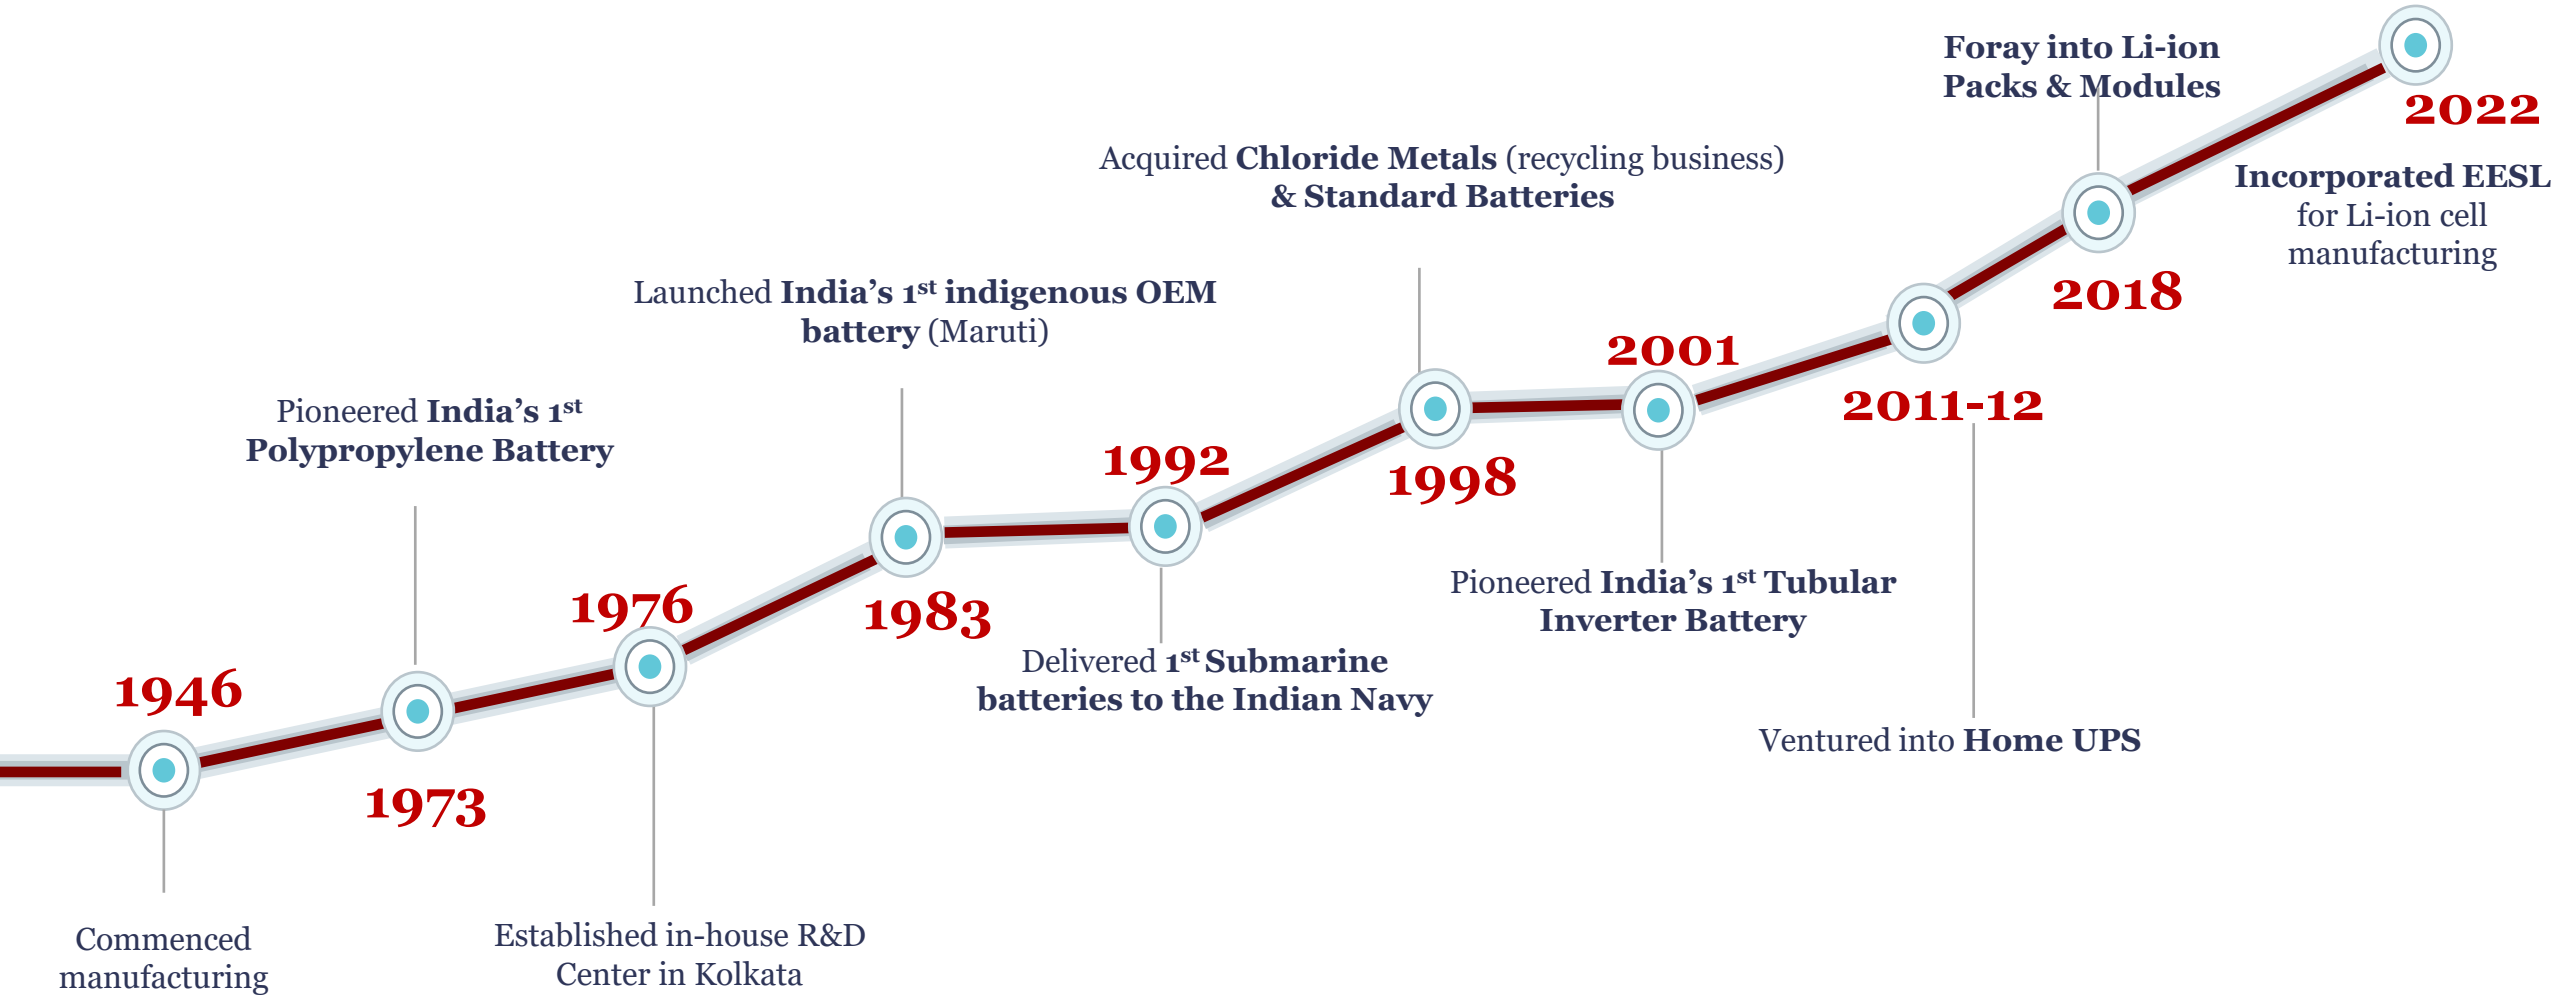 1946
Commenced
manufacturing
Pioneered India’s 1st
Polypropylene Battery
1973
1976
Established in-house R&D
Center in Kolkata
Launched India’s 1st indigenous OEM
battery (Maruti)
1983
1992
Delivered 1st Submarine
batteries to the Indian Navy
Acquired Chloride Metals (recycling business)
& Standard Batteries
1998
2001
Pioneered India’s 1st Tubular
Inverter Battery
2011-12
Ventured into Home UPS
Foray into Li-ion
Packs & Modules
2018
2022
Incorporated EESL
for Li-ion cell
manufacturing